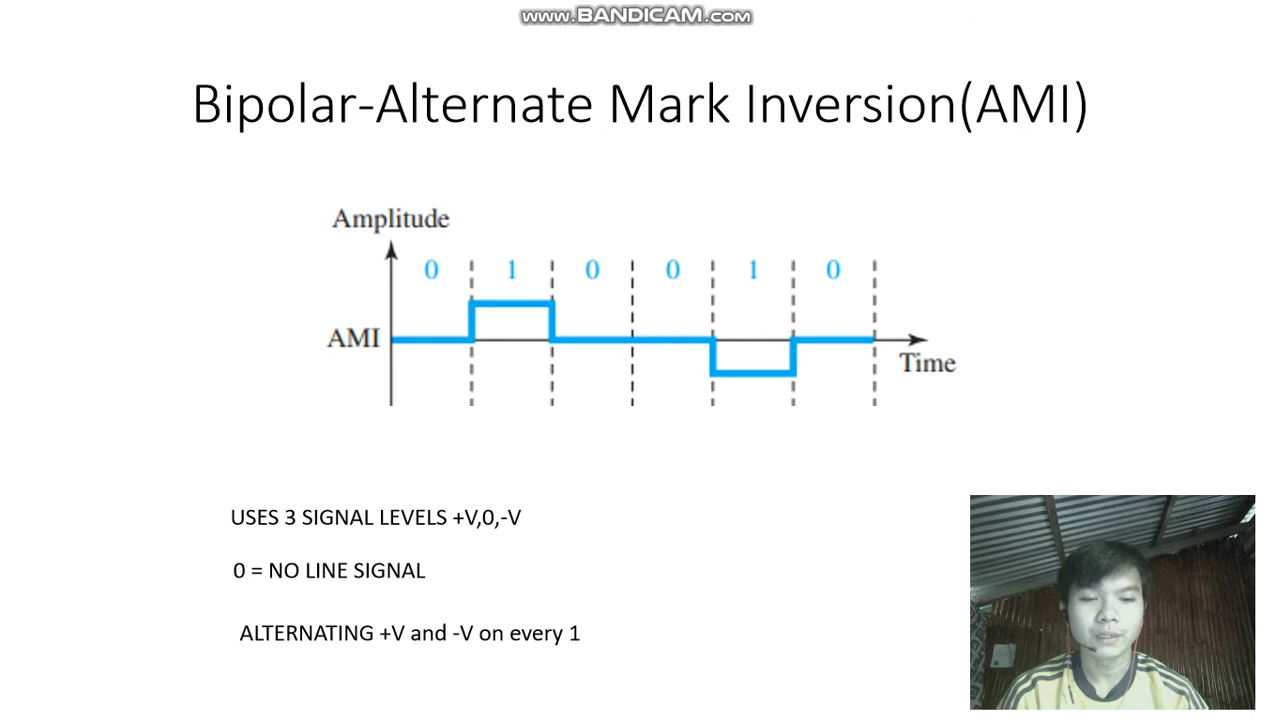 www.BANDICAM.com
Bipolar-Alternate Mark Inversion(AMI)
Amplitude
0 1 0 0 1 0
AMI
Time
USES 3 SIGNAL LEVELS +V,0,-V
0 = NO LINE SIGNAL
ALTERNATING +V and -V on every 1